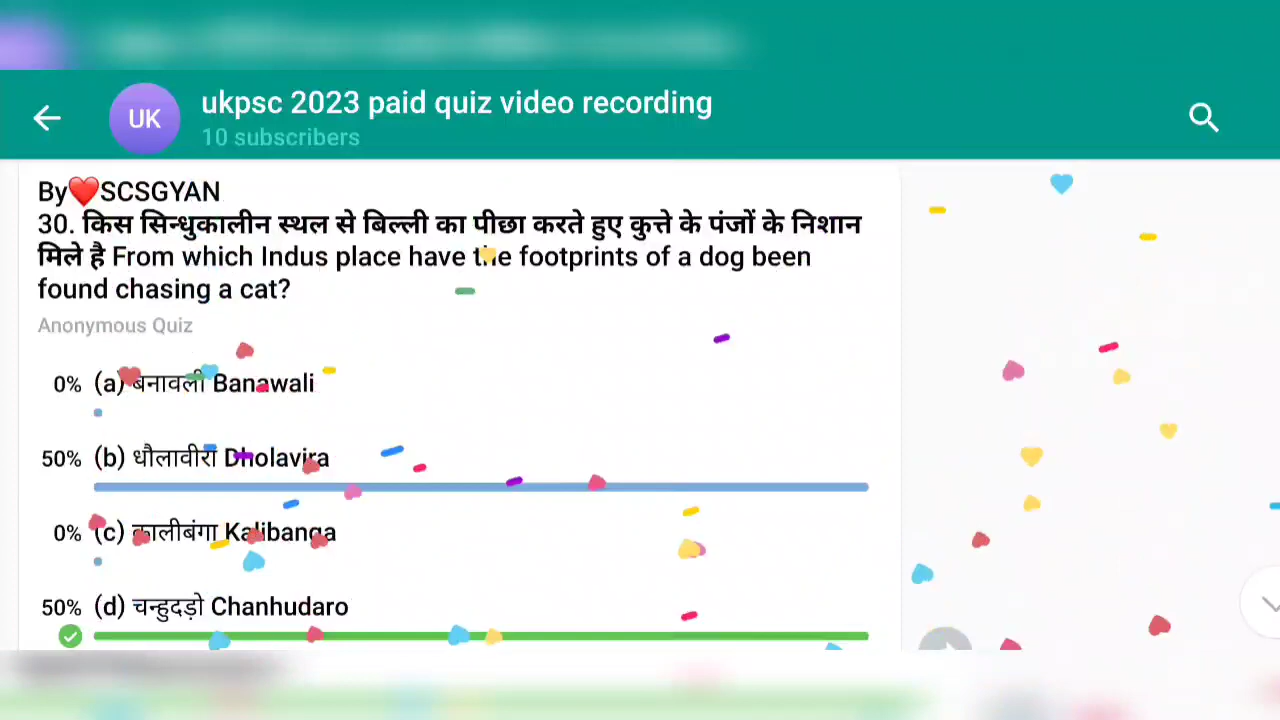 UK
ukpsc 2023 paid quiz video recording
10 subscribers
By❤️SCSGYAN
30. किस सिन्धुकालीन स्थल से बिल्ली का पीछा करते हुए कुत्ते के पंजों के निशान
मिले है From which Indus place have the footprints of a dog been
found chasing a cat?
Anonymous Quiz
0% (a) बनावली Banawali
50% (b) धौलावीरा Dholavira
0% (c) कालीबंगा Kalibanga
50% (d) चन्हुदड़ो Chanhudaro